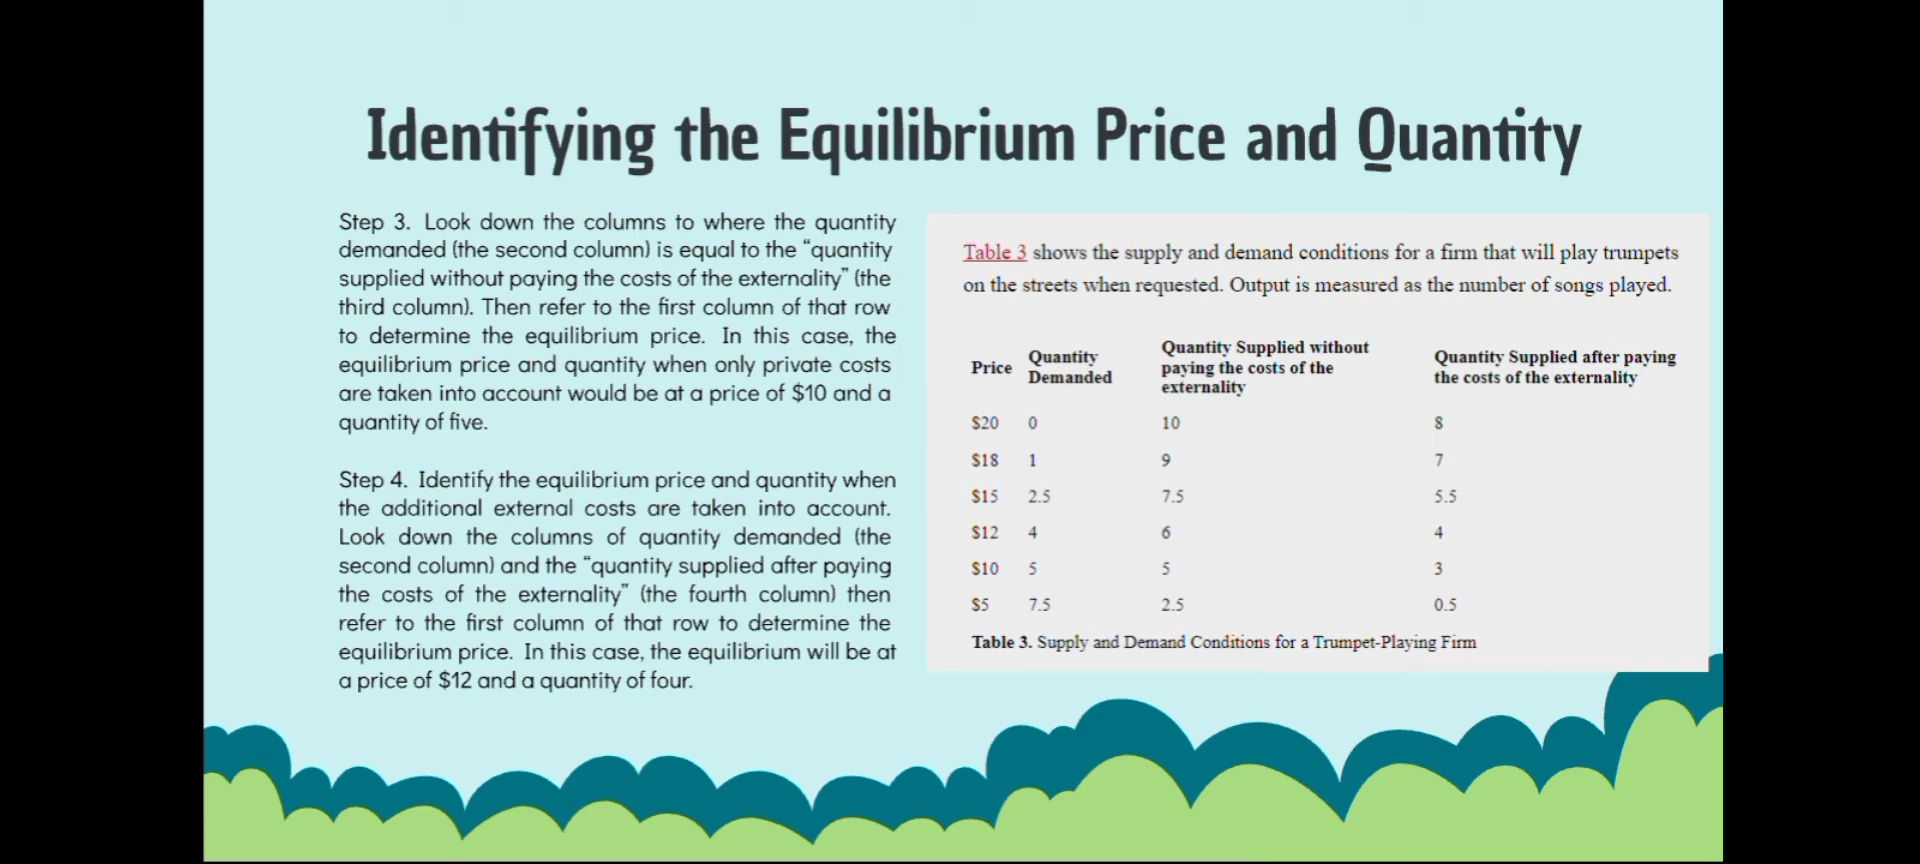 Identifying the Equilibrium Price and Quantity
Step 3. Look down the columns to where the quantity
demanded (the second column) is equal to the “quantity
supplied without paying the costs of the externality” (the
third column). Then refer to the first column of that row
to determine the equilibrium price. In this case, the
equilibrium price and quantity when only private costs
are taken into account would be at a price of $10 and a
quantity of five.
Step 4. Identify the equilibrium price and quantity when
the additional external costs are taken into account.
Look down the columns of quantity demanded (the
second column) and the “quantity supplied after paying
the costs of the externality” (the fourth column) then
refer to the first column of that row to determine the
equilibrium price. In this case, the equilibrium will be at
a price of $12 and a quantity of four.
Table 3 shows the supply and demand conditions for a firm that will play trumpets
on the streets when requested. Output is measured as the number of songs played.
Price Quantity Demanded Quantity Supplied without paying the costs of the externality Quantity Supplied after paying the costs of the externality
$20 0 10 8
$18 1 9 7
$15 2.5 7.5 5.5
$12 4 6 4
$10 5 5 3
$5 7.5 2.5 0.5
Table 3. Supply and Demand Conditions for a Trumpet-Playing Firm